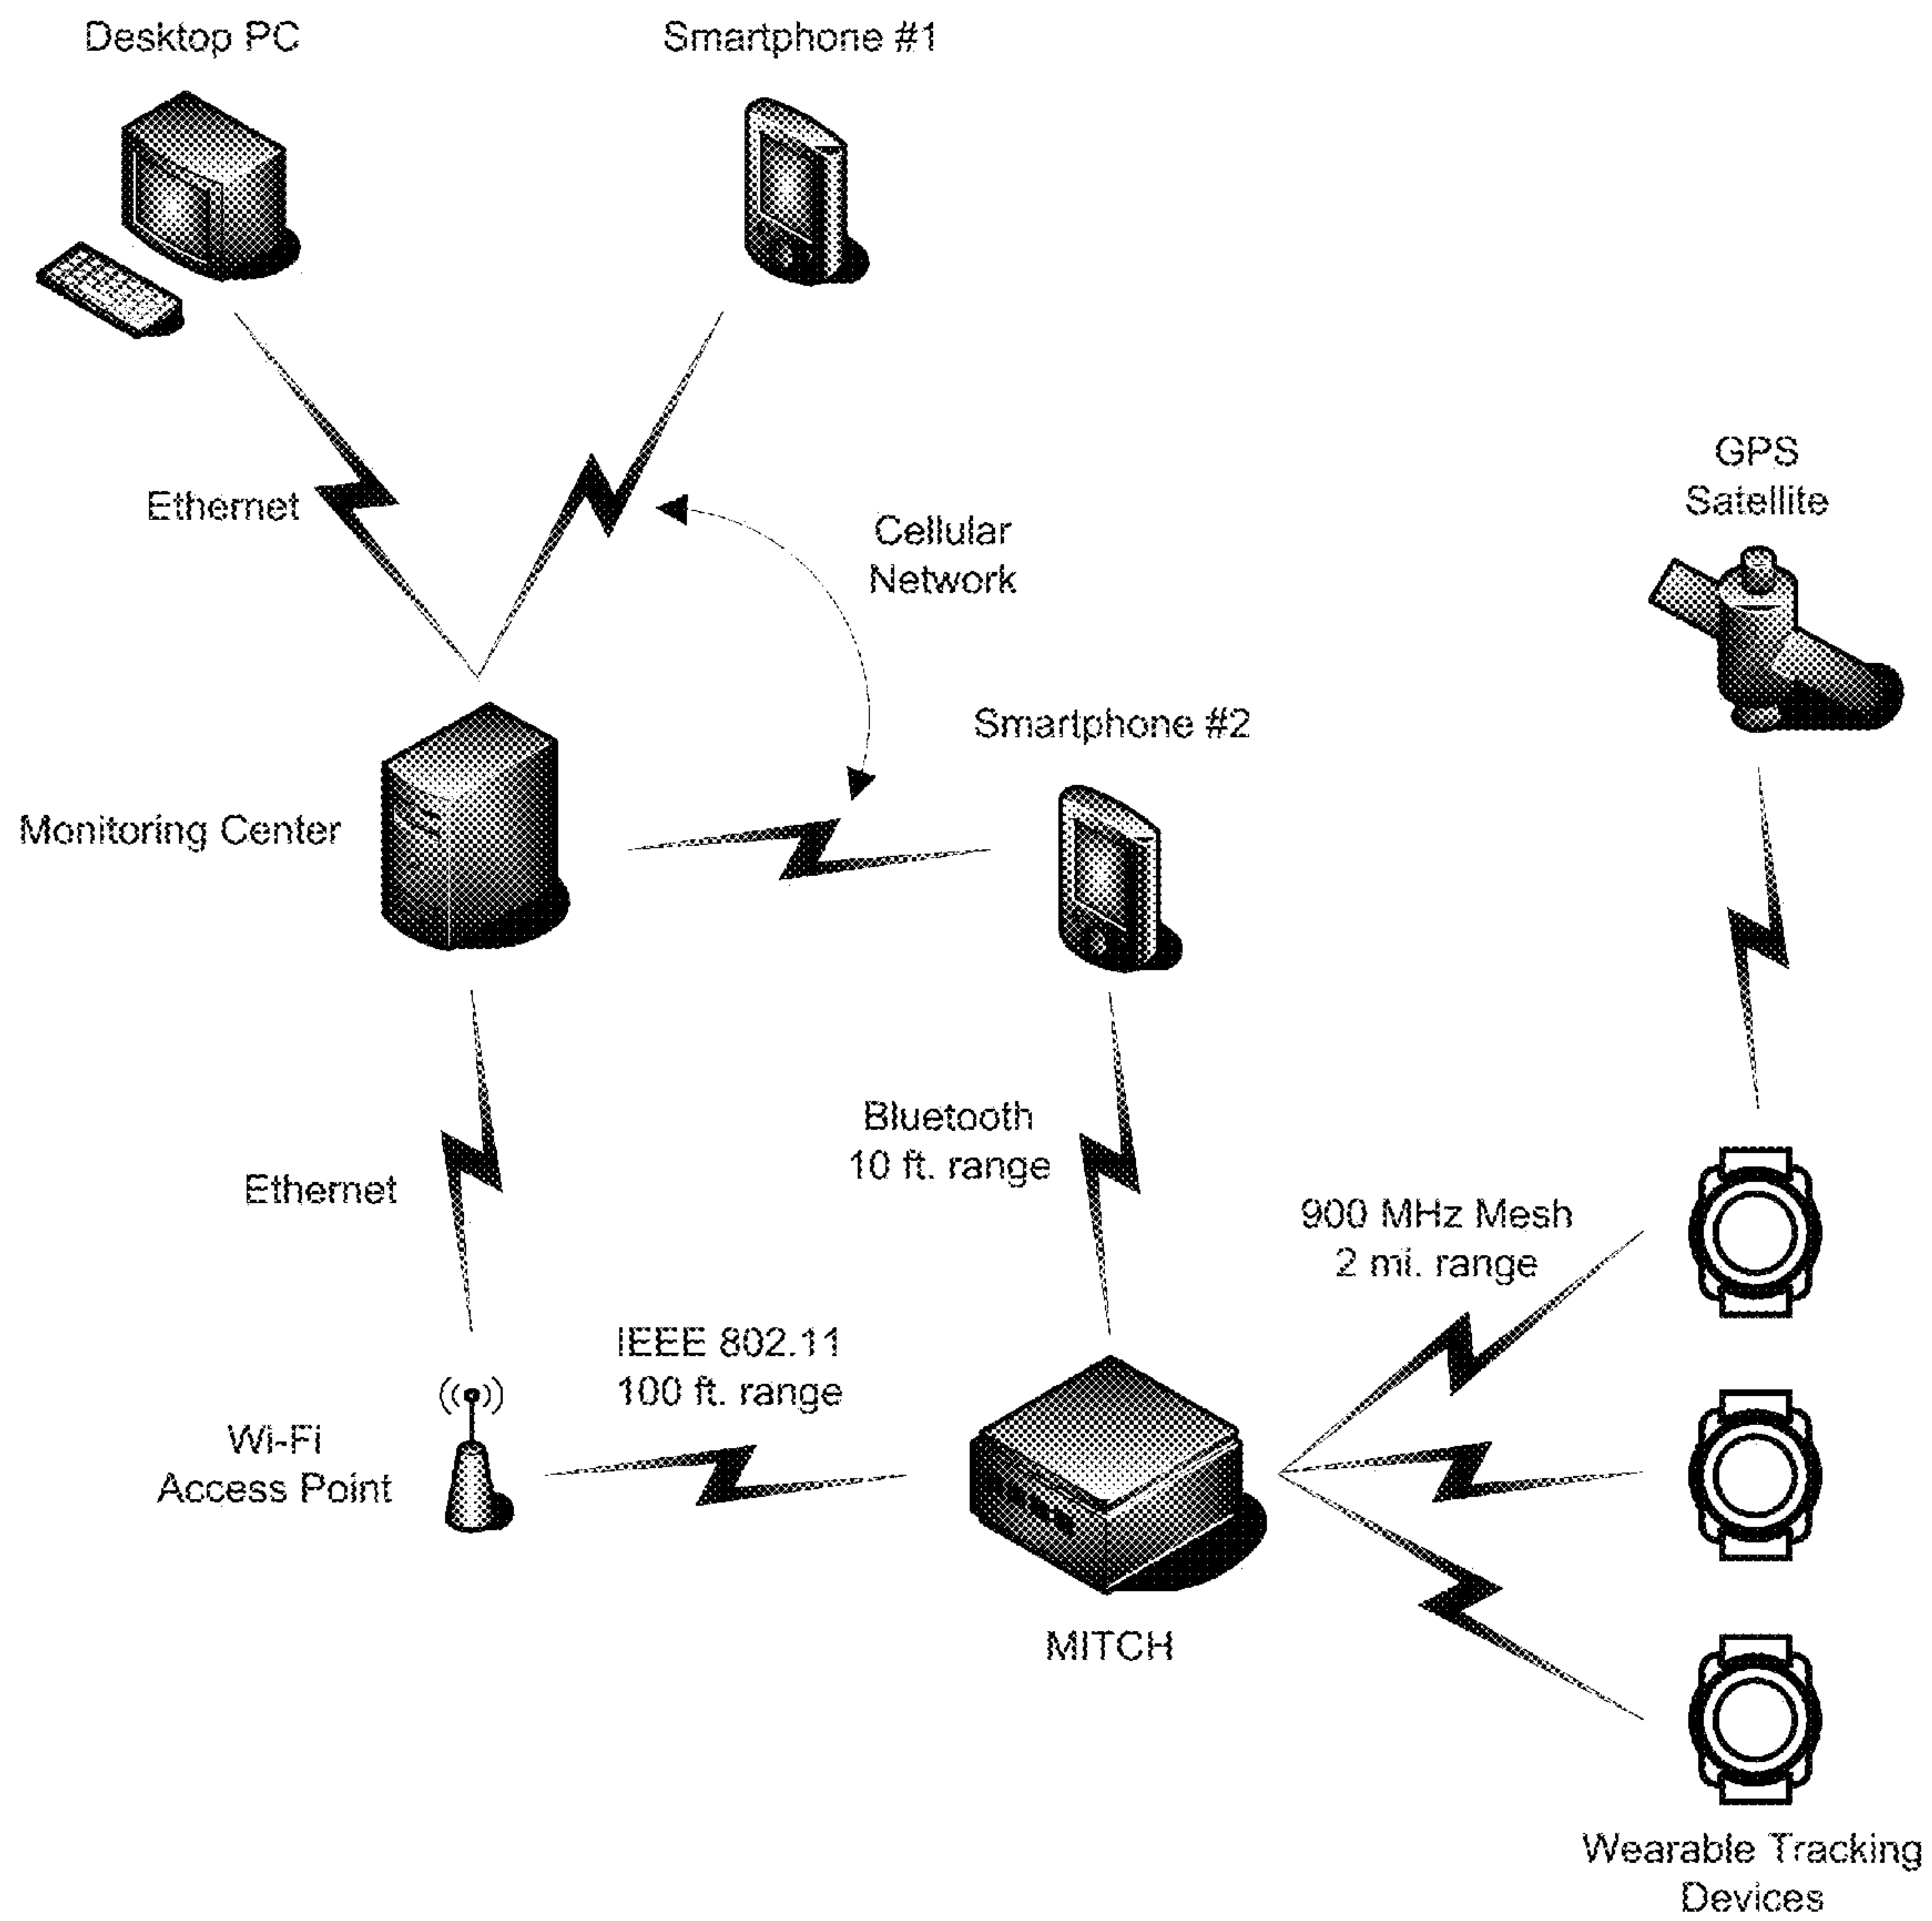 Desktop PC
Smartphone #1
Ethernet
Cellular
Network
GPS
Satellite
Smartphone #2
Monitoring Center
Bluetooth
10 ft. range
Ethernet
900 MHz Mesh
2 mi. range
IEEE 802.11
100 ft. range
Wi-Fi
Access Point
MITCH
Wearable Tracking
Devices